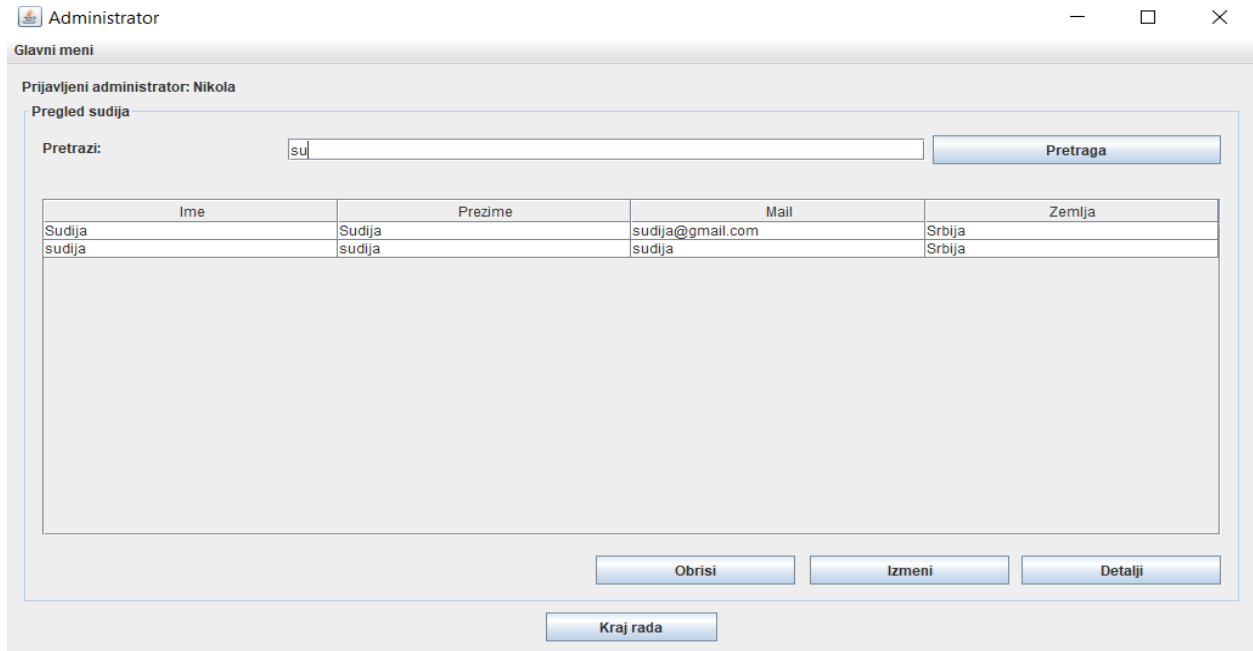 Administrator
Glavni meni
Prijavljeni administrator: Nikola
Pregled sudija
Pretrazi: su Pretraga
Ime Prezime Mail Zemlja
Sudija Sudija sudija@gmail.com Srbija
sudija sudija sudija Srbija
Obrisi Izmeni Detalji
Kraj rada